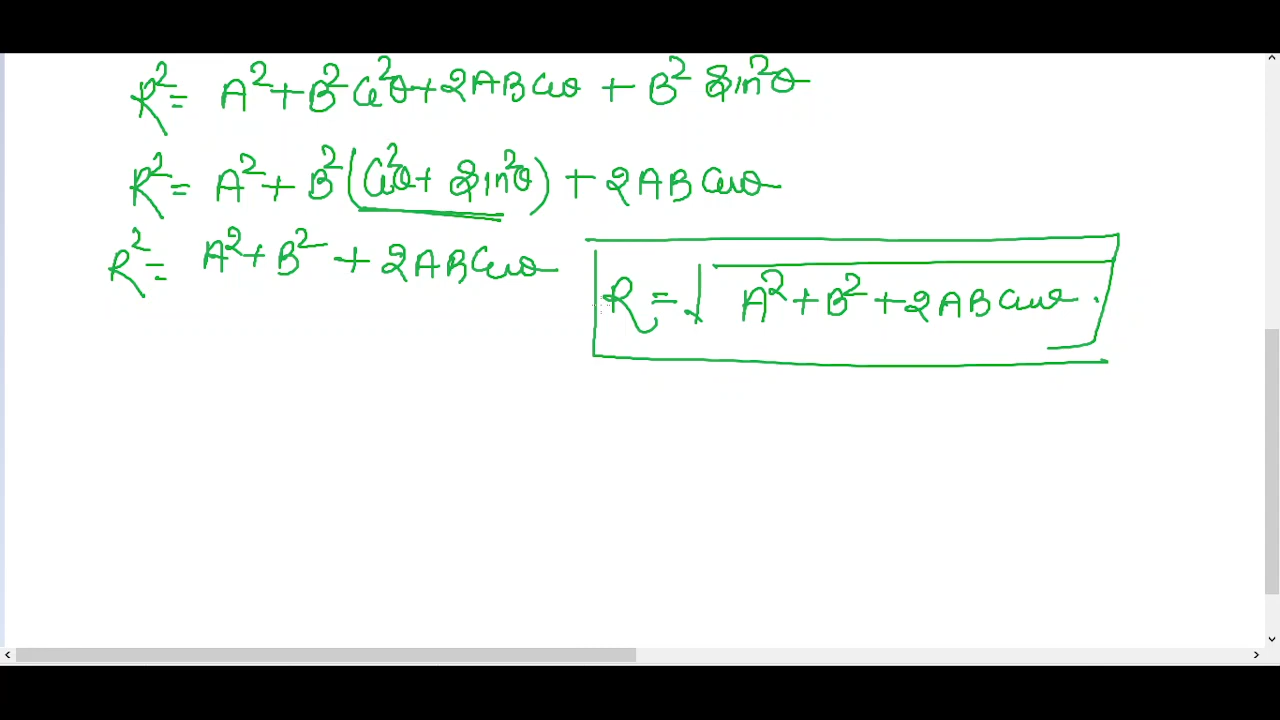 R² = A² + B² Cos²θ + 2AB Cosθ + B² Sin²θ
R² = A² + B² (Cos²θ + Sin²θ) + 2AB Cosθ
R² = A² + B² + 2AB Cosθ
R = √A² + B² + 2AB Cosθ .